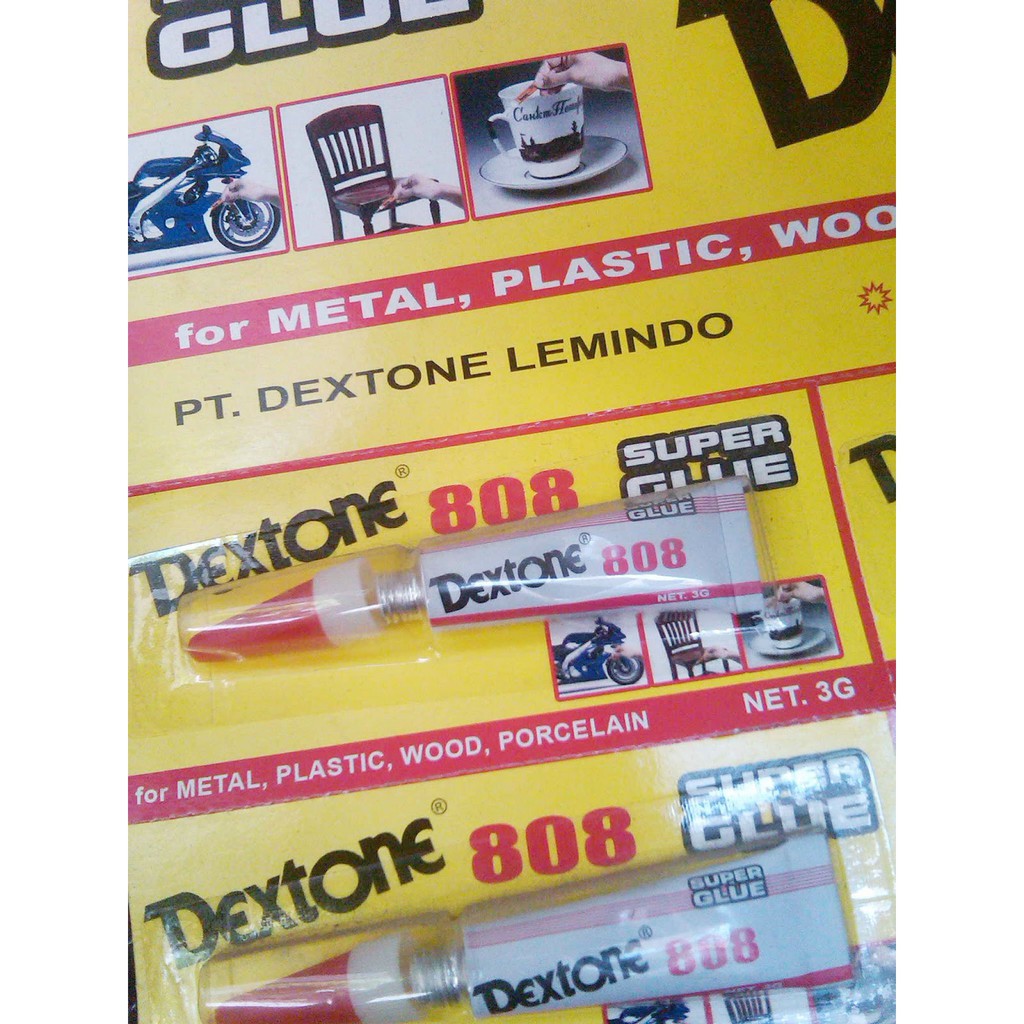 GLUE
for METAL, PLASTIC, WOO
PT. DEXTONE LEMINDO
Dextone® 808 SUPER
GLUE
SUPER
GLUE
Dextone® 808
NET. 3G
for METAL, PLASTIC, WOOD, PORCELAIN NET. 3G
Dextone® 808 SUPER
GLUE
SUPER
GLUE
Dextone® 808